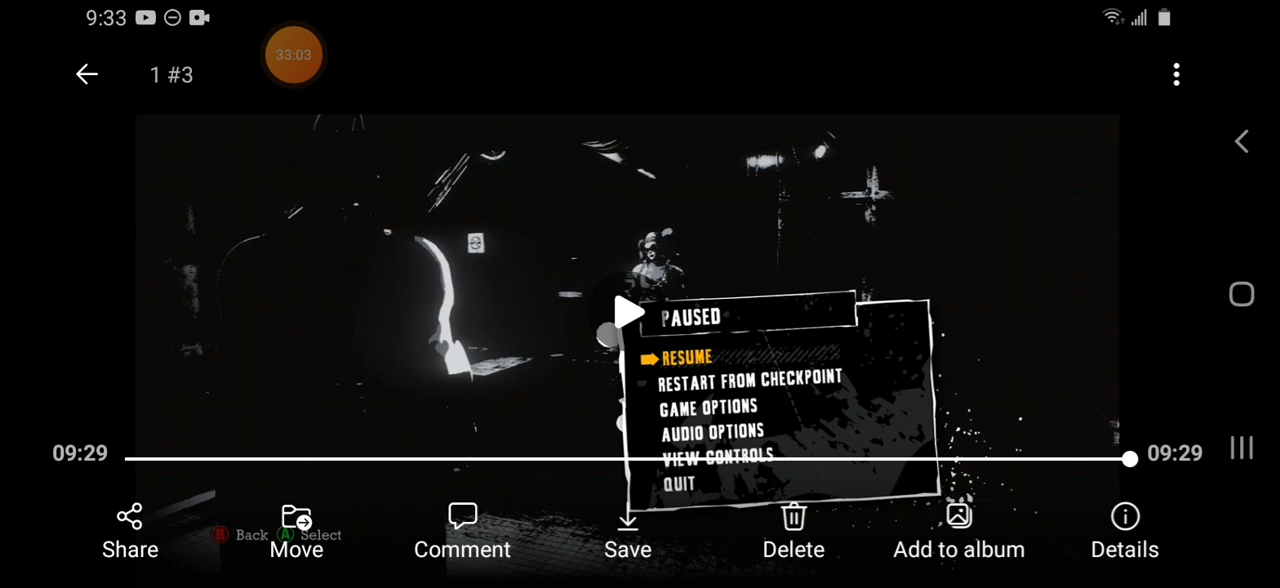 9:33
33:03
1 #3
PAUSED
RESUME
RESTART FROM CHECKPOINT
GAME OPTIONS
AUDIO OPTIONS
VIEW CONTROLS
QUIT
09:29
09:29
B Back A Select
Share
Move
Comment
Save
Delete
Add to album
Details